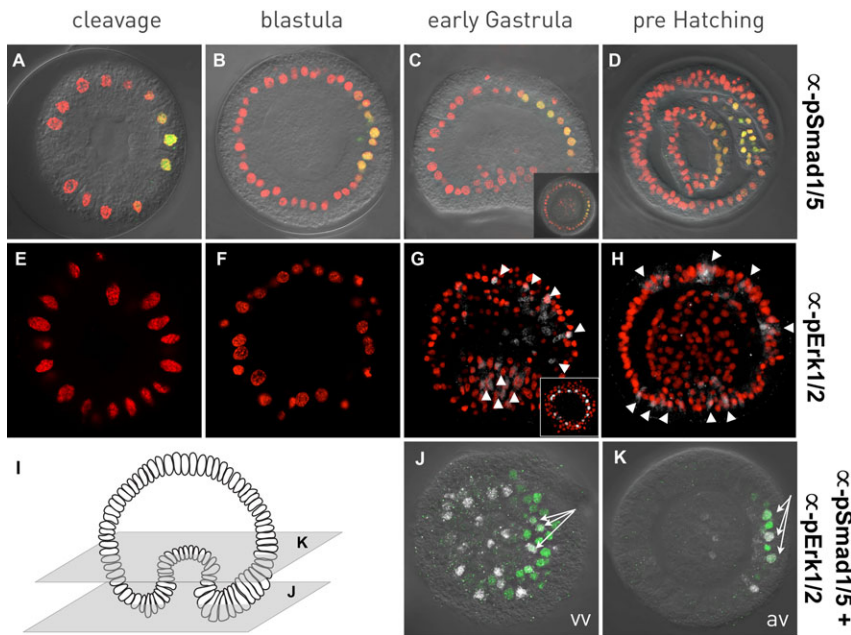 cleavage blastula early Gastrula pre Hatching
A B C D
∝-pSmad1/5
E F G H
∝-pErk1/2
I J K
K
J
vv av
∝-pSmad1/5 +
∝-pErk1/2